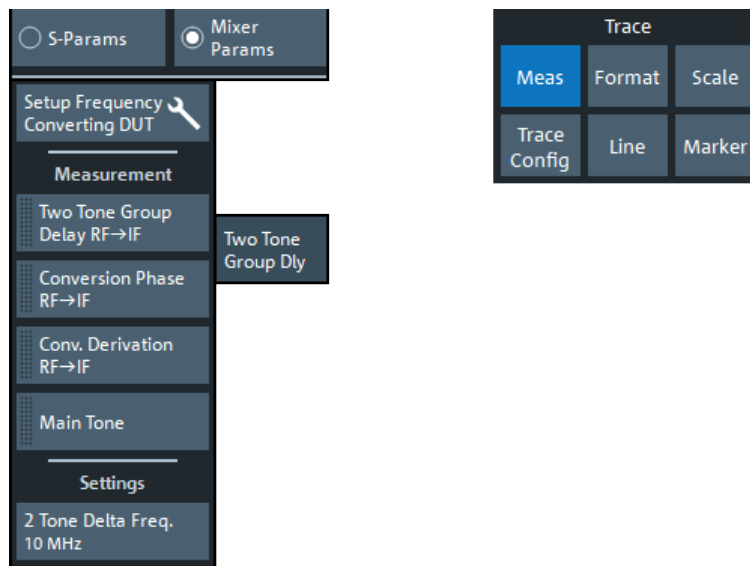 S-Params
Mixer
Params
Setup Frequency
Converting DUT
Measurement
Two Tone Group
Delay RF→IF
Conversion Phase
RF→IF
Conv. Derivation
RF→IF
Main Tone
Settings
2 Tone Delta Freq.
10 MHz
Two Tone
Group Dly
Trace
Meas
Format
Scale
Trace
Config
Line
Marker